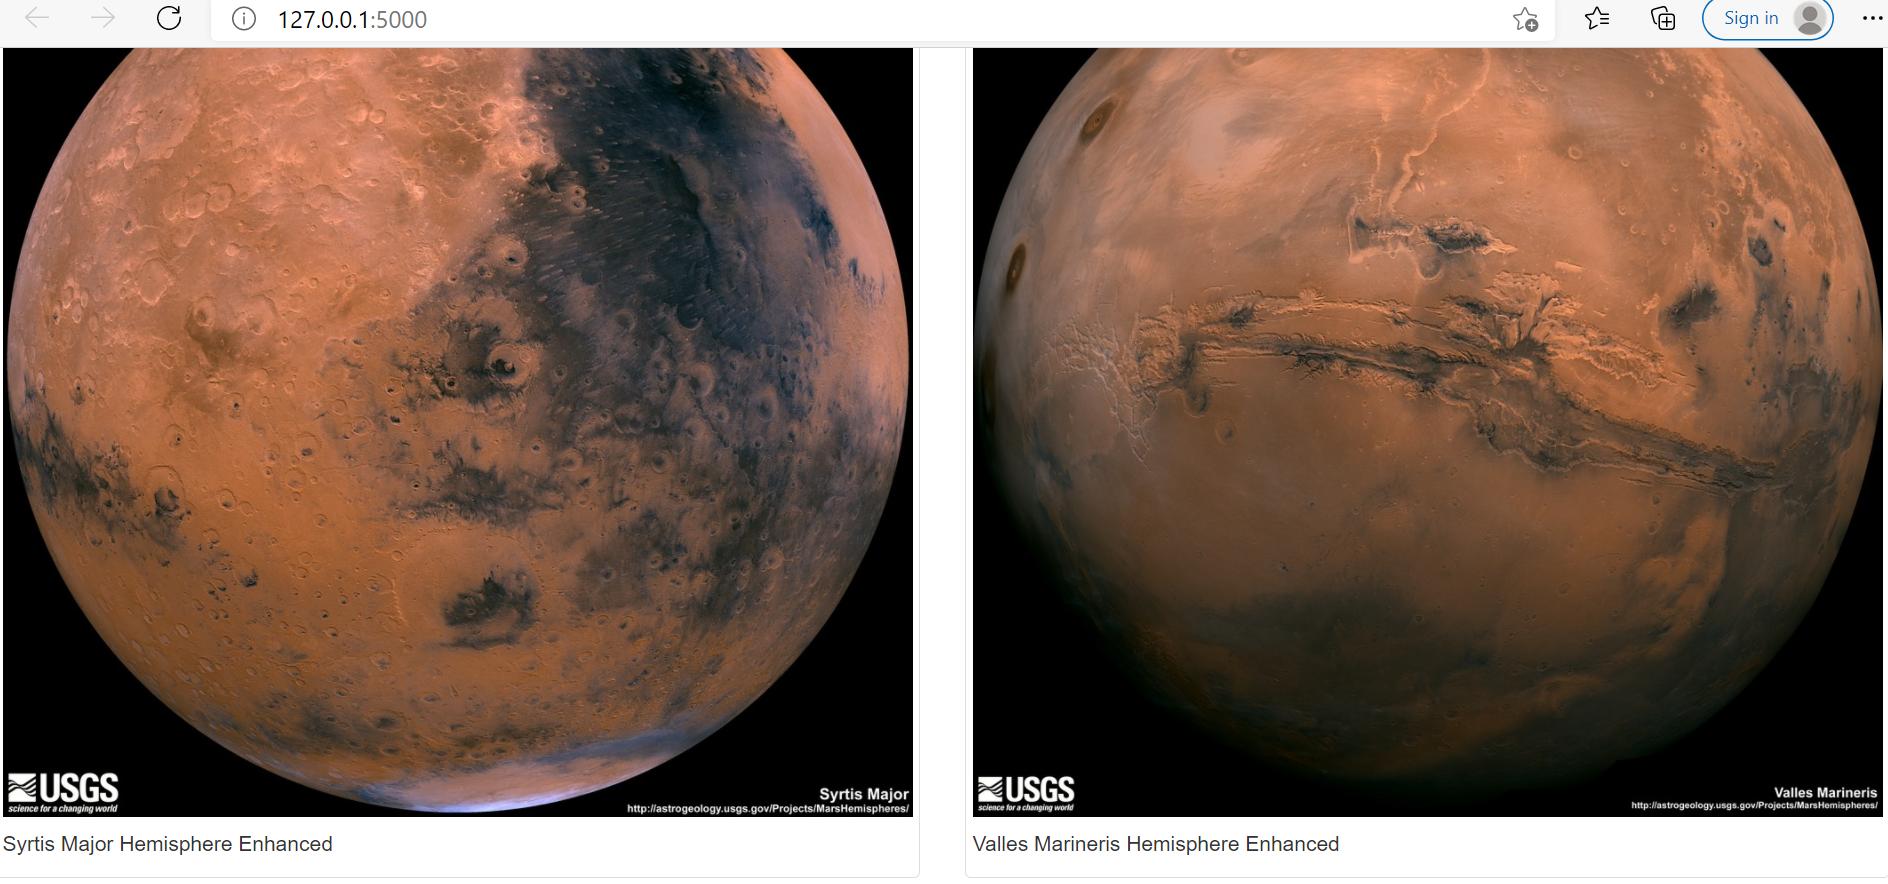 127.0.0.1:5000
Sign in
USGS
science for a changing world
Syrtis Major
http://astrogeology.usgs.gov/Projects/MarsHemispheres/
Syrtis Major Hemisphere Enhanced
USGS
science for a changing world
Valles Marineris
http://astrogeology.usgs.gov/Projects/MarsHemispheres/
Valles Marineris Hemisphere Enhanced